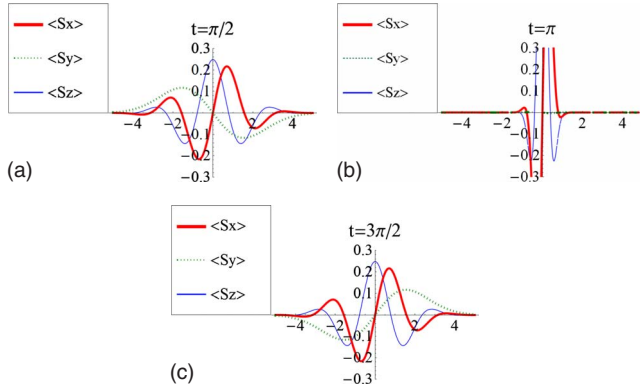 <Sx>
<Sy>
<Sz>
t=π/2
0.3
0.2
0.1
−4 −2 2 4
−0.1
−0.2
−0.3
(a)
<Sx>
<Sy>
<Sz>
t=π
0.3
0.2
0.1
−4 −2 2 4
−0.1
−0.2
−0.3
(b)
<Sx>
<Sy>
<Sz>
t=3π/2
0.3
0.2
0.1
−4 −2 2 4
−0.1
−0.2
−0.3
(c)